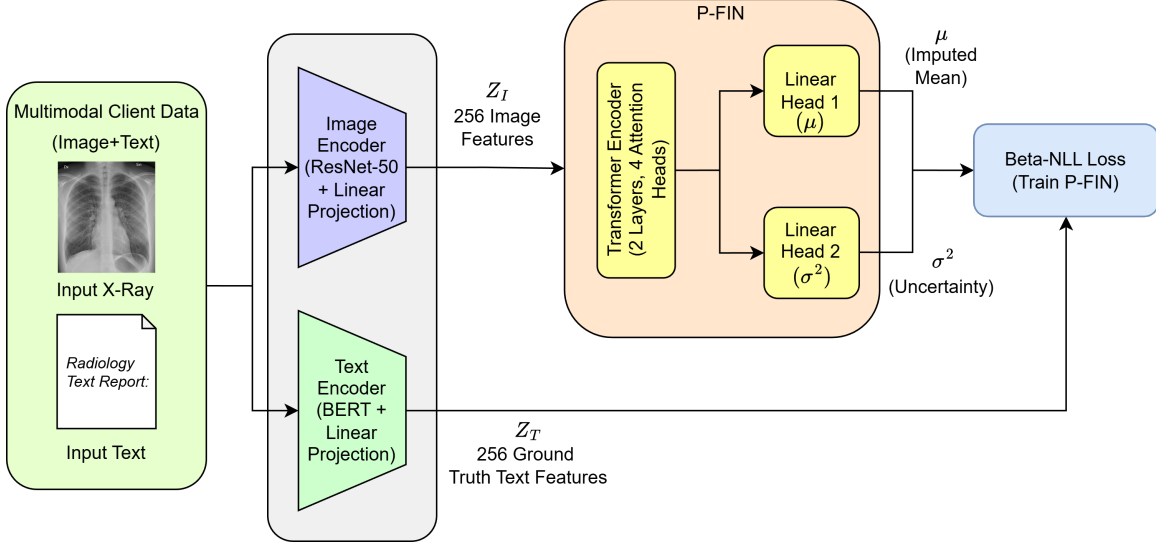 Multimodal Client Data
(Image+Text)
Input X-Ray
Radiology
Text Report:
Input Text
Image
Encoder
(ResNet-50
+ Linear
Projection)
Text
Encoder
(BERT +
Linear
Projection)
Z_I
256 Image
Features
Z_T
256 Ground
Truth Text Features
P-FIN
Transformer Encoder
(2 Layers, 4 Attention
Heads)
Linear
Head 1
(μ)
Linear
Head 2
(σ²)
μ
(Imputed
Mean)
σ²
(Uncertainty)
Beta-NLL Loss
(Train P-FIN)